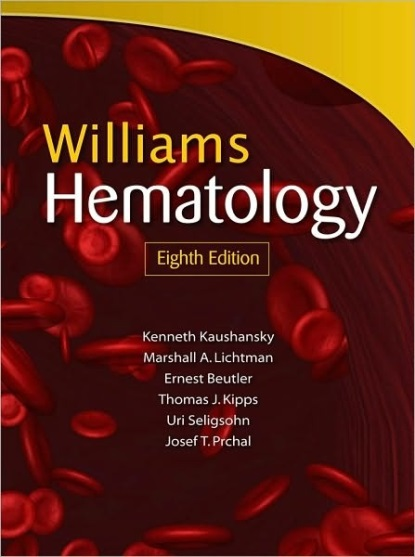 Williams
Hematology
Eighth Edition
Kenneth Kaushansky
Marshall A. Lichtman
Ernest Beutler
Thomas J. Kipps
Uri Seligsohn
Josef T. Prchal